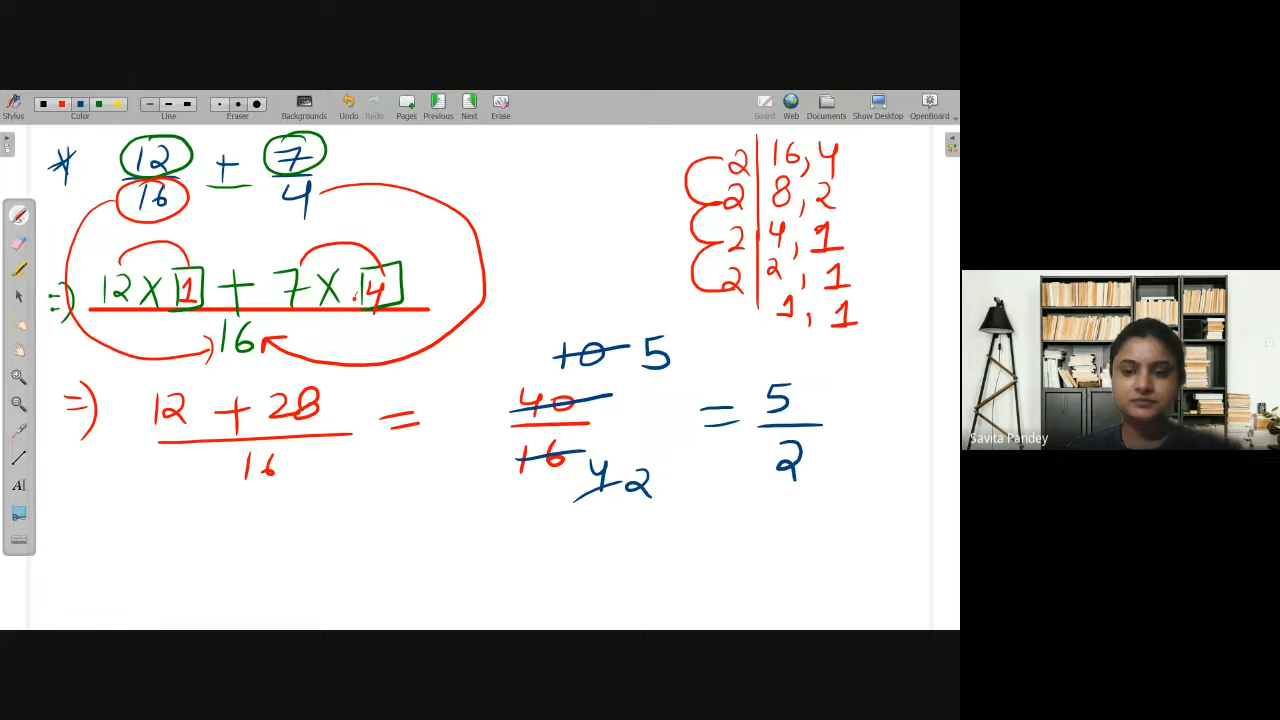 Stylus Color Line Eraser Backgrounds Undo Redo Pages Previous Next Erase Board Web Documents Show Desktop OpenBoard
* 12/16 + 7/4
=) 12 × 1 + 7 × .4
16
=) 12 + 28 / 16 = 40/16 = 5/2
10 5
4 2
2 | 16, 4
2 | 8, 2
2 | 4, 1
2 | 2, 1
1, 1
Savita Pandey